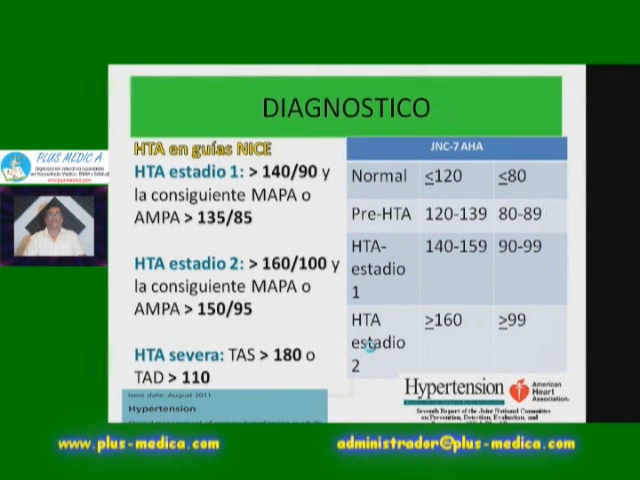 DIAGNOSTICO
PLUS MEDIC A
HTA en guías NICE
HTA estadio 1: > 140/90 y
la consiguiente MAPA o
AMPA > 135/85
HTA estadio 2: > 160/100 y
la consiguiente MAPA o
AMPA > 150/95
HTA severa: TAS > 180 o
TAD > 110
JNC-7 AHA
Normal ≤120 ≤80
Pre-HTA 120-139 80-89
HTA- 140-159 90-99
estadio
1
HTA ≥160 ≥99
estadio
2
Issue date: August 2011
Hypertension
Hypertension American
Heart
Association.
Seventh Report of the Joint National Committee
on Prevention, Detection, Evaluation, and
www.plus-medica.com administrador@plus-medica.com